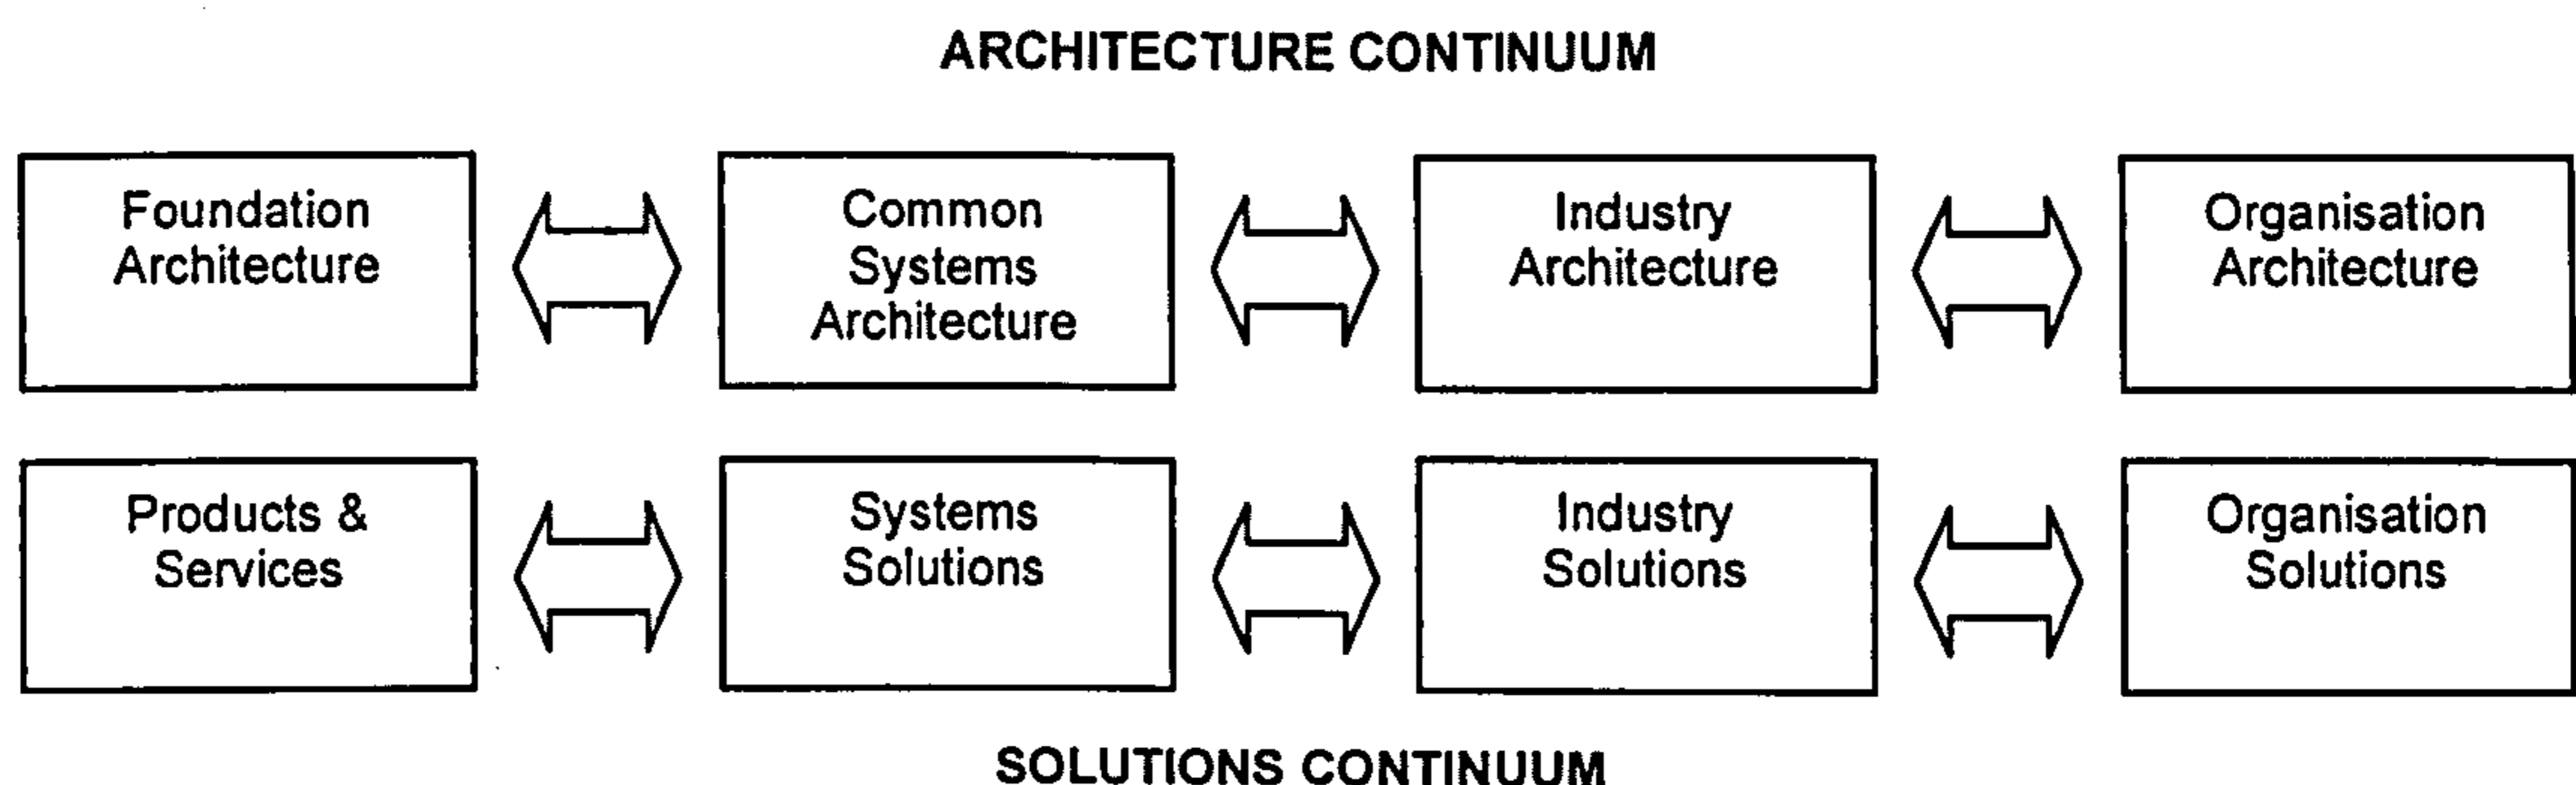 ARCHITECTURE CONTINUUM
Foundation
Architecture
Common
Systems
Architecture
Industry
Architecture
Organisation
Architecture
Products &
Services
Systems
Solutions
Industry
Solutions
Organisation
Solutions
SOLUTIONS CONTINUUM